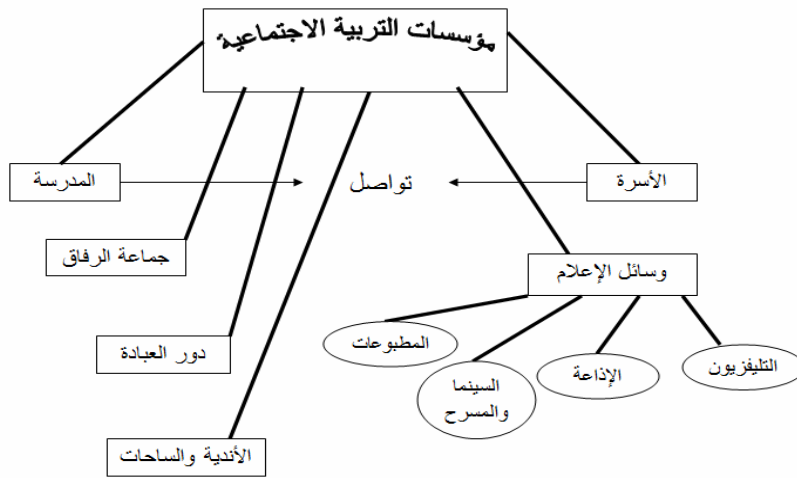 مؤسسات التربية الاجتماعية
الأسرة
تواصل
المدرسة
جماعة الرفاق
وسائل الإعلام
المطبوعات
دور العبادة
التليفزيون
الإذاعة
السينما
والمسرح
الأندية والساحات